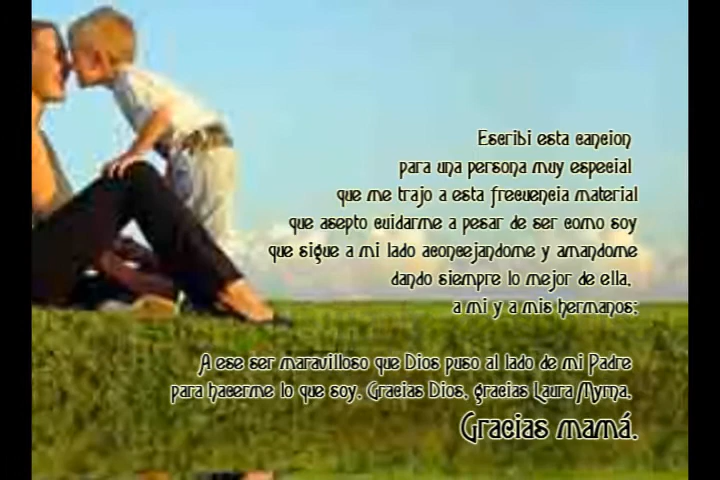 Escribi esta cancion
para una persona muy especial
que me trajo a esta frecuencia material
que asepto cuidarme a pesar de ser como soy
que sigue a mi lado aconcejandome y amandome
dando siempre lo mejor de ella,
a mi y a mis hermanos:
A ese ser maravilloso que Dios puso al lado de mi Padre
para hacerme lo que soy. Gracias Dios, gracias Laura Myrna,
Gracias mamá.